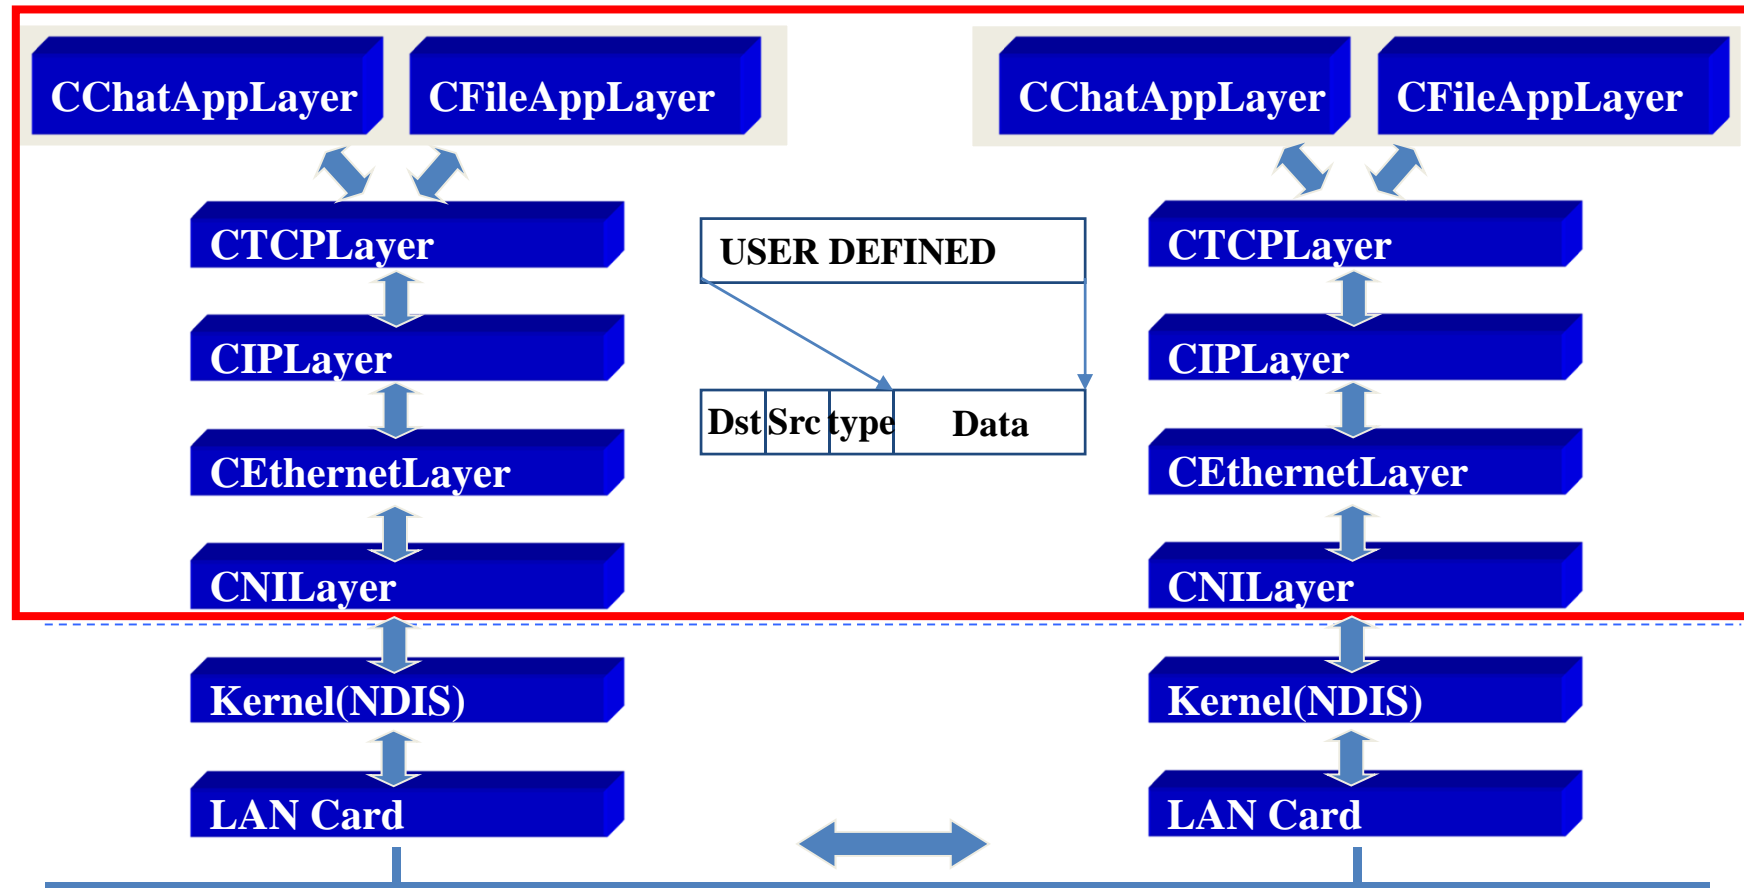 CChatAppLayer
CFileAppLayer
CTCPLayer
CIPLayer
CEthernetLayer
CNILayer
Kernel(NDIS)
LAN Card
USER DEFINED
Dst Src type Data
CChatAppLayer
CFileAppLayer
CTCPLayer
CIPLayer
CEthernetLayer
CNILayer
Kernel(NDIS)
LAN Card